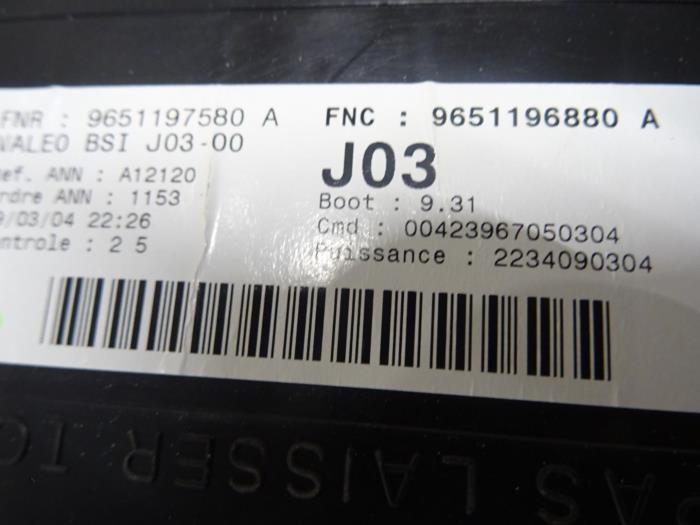 FNR : 9651197580 A FNC : 9651196880 A
VALEO BSI J03-00
J03
ef. ANN : A12120
Boot : 9.31
rdre ANN : 1153
Cmd : 00423967050304
9/03/04 22:26
Puissance : 2234090304
ntrole : 2 5
PAS LAISSER TO